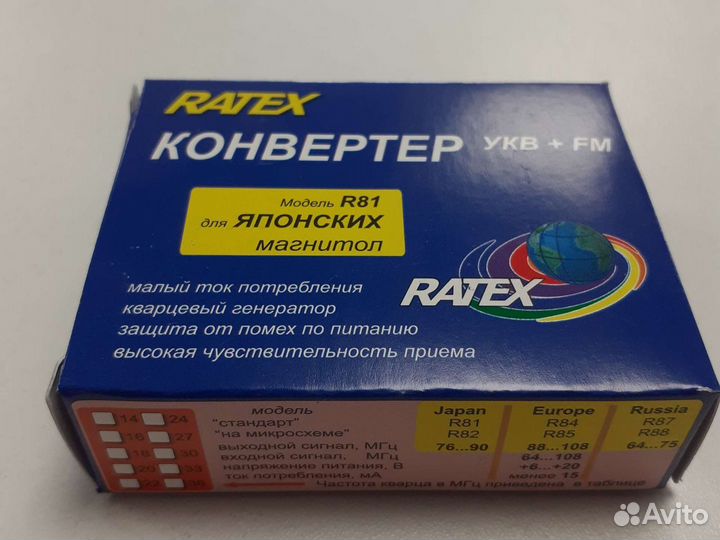 RATEX
КОНВЕРТЕР УКВ + FM
Модель R81
для ЯПОНСКИХ
магнитол
малый ток потребления
кварцевый генератор
защита от помех по питанию
высокая чувствительность приема
RATEX
14 24
16 27
18 30
20 33
22 36
модель Japan Europe Russia
"стандарт" R81 R84 R87
"на микросхеме" R82 R85 R88
выходной сигнал, МГц 76...90 88...108 64...75
входной сигнал, МГц 64...108
напряжение питания, В +6...+20
ток потребления, мА менее 15
Частота кварца в МГц приведена в таблице
Avito